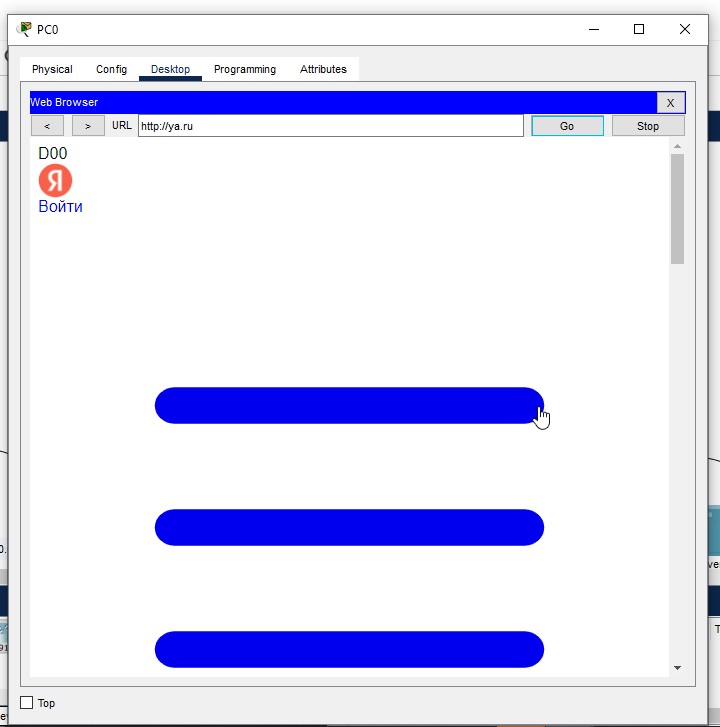 PC0
Physical Config Desktop Programming Attributes
Web Browser X
< > URL http://ya.ru Go Stop
D00
Я
Войти
Top